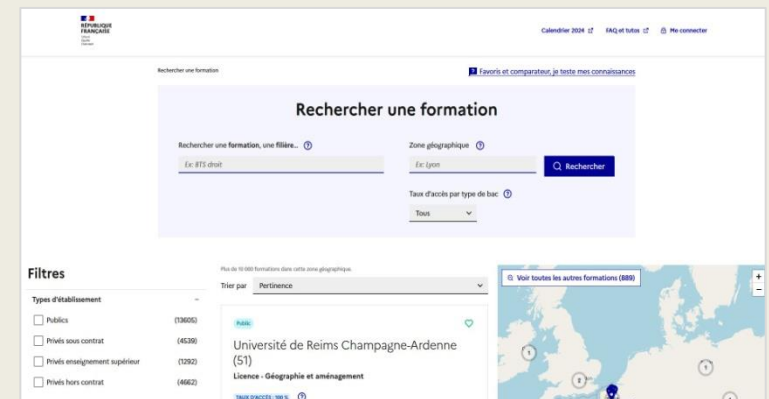 RÉPUBLIQUE
FRANÇAISE
Calendrier 2024 FAQ et tutos Me connecter
Rechercher une formation
Favoris et comparateur, je teste mes connaissances
Rechercher une formation
Rechercher une formation, une filière...
Ex: BTS droit
Zone géographique
Ex: Lyon
Rechercher
Taux d'accès par type de bac
Tous
Filtres
Types d'établissement
Publics (13605)
Privés sous contrat (4539)
Privés enseignement supérieur (1292)
Privés hors contrat (4662)
Plus de 10 000 formations dans cette zone géographique.
Trier par Pertinence
Public
Université de Reims Champagne-Ardenne
(51)
Licence - Géographie et aménagement
TAUX D'ACCÈS : 100 %
Voir toutes les autres formations (889)
+
-